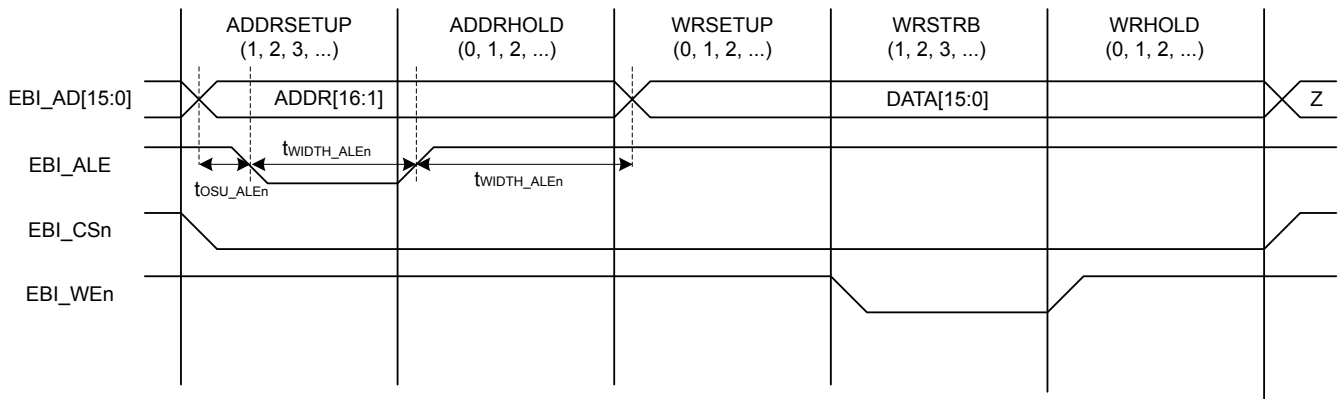 ADDRSETUP ADDRHOLD WRSETUP WRSTRB WRHOLD
(1, 2, 3, ...) (0, 1, 2, ...) (0, 1, 2, ...) (1, 2, 3, ...) (0, 1, 2, ...)
EBI_AD[15:0] ADDR[16:1] DATA[15:0] Z
EBI_ALE tWIDTH_ALEn
tOSU_ALEn tWIDTH_ALEn
EBI_CSn
EBI_WEn